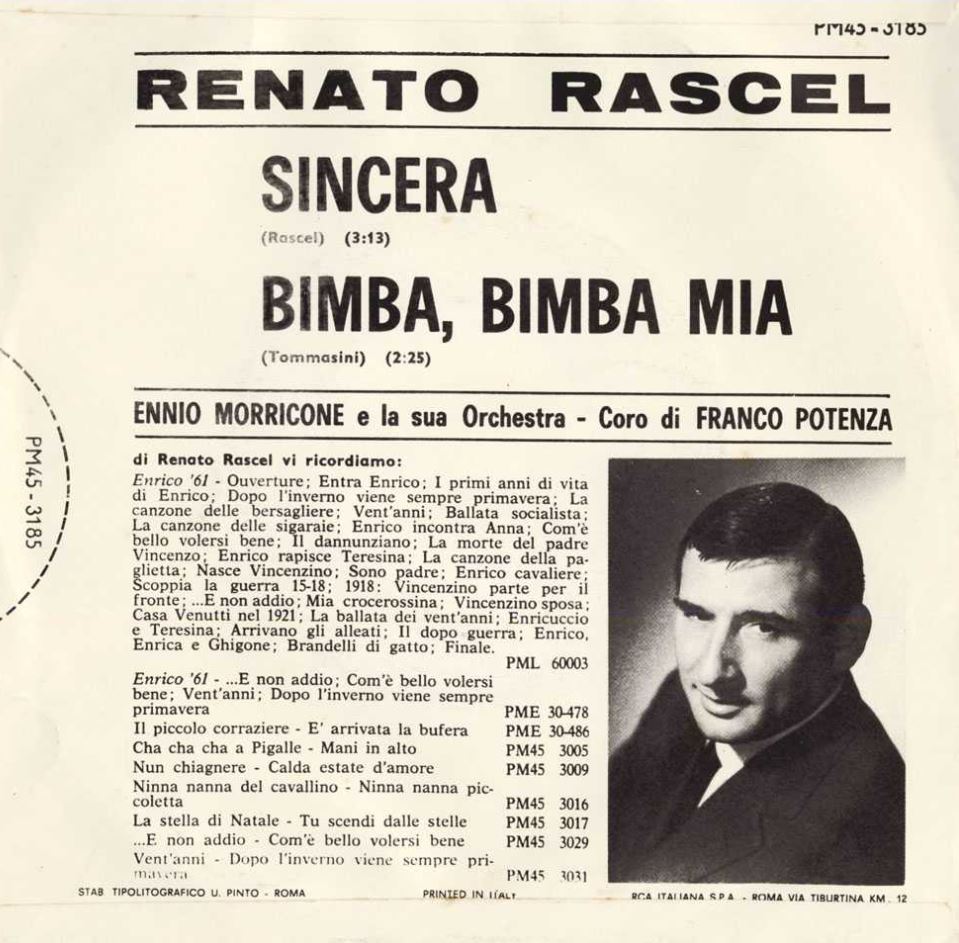 PM45-3185
RENATO RASCEL
SINCERA
(Rascel) (3:13)
BIMBA, BIMBA MIA
(Tommasini) (2:25)
ENNIO MORRICONE e la sua Orchestra - Coro di FRANCO POTENZA
PM45-3185
di Renato Rascel vi ricordiamo:
Enrico '61 - Ouverture; Entra Enrico; I primi anni di vita
di Enrico; Dopo l'inverno viene sempre primavera; La
canzone delle bersagliere; Vent'anni; Ballata socialista;
La canzone delle sigaraie; Enrico incontra Anna; Com'è
bello volersi bene; Il dannunziano; La morte del padre
Vincenzo; Enrico rapisce Teresina; La canzone della pa-
glietta; Nasce Vincenzino; Sono padre; Enrico cavaliere;
Scoppia la guerra 15-18; 1918: Vincenzino parte per il
fronte; ...E non addio; Mia crocerossina; Vincenzino sposa;
Casa Venutti nel 1921; La ballata dei vent'anni; Enricuccio
e Teresina; Arrivano gli alleati; Il dopo guerra; Enrico,
Enrica e Ghigone; Brandelli di gatto; Finale.
PML 60003
Enrico '61 - ...E non addio; Com'è bello volersi
bene; Vent'anni; Dopo l'inverno viene sempre
primavera PME 30-478
Il piccolo corraziere - E' arrivata la bufera PME 30-486
Cha cha cha a Pigalle - Mani in alto PM45 3005
Nun chiagnere - Calda estate d'amore PM45 3009
Ninna nanna del cavallino - Ninna nanna pic-
coletta PM45 3016
La stella di Natale - Tu scendi dalle stelle PM45 3017
...E non addio - Com'è bello volersi bene PM45 3029
Vent'anni - Dopo l'inverno viene sempre pri-
mavera PM45 3031
STAB TIPOLITOGRAFICO U. PINTO - ROMA PRINTED IN ITALY RCA ITALIANA S.P.A. - ROMA VIA TIBURTINA KM. 12